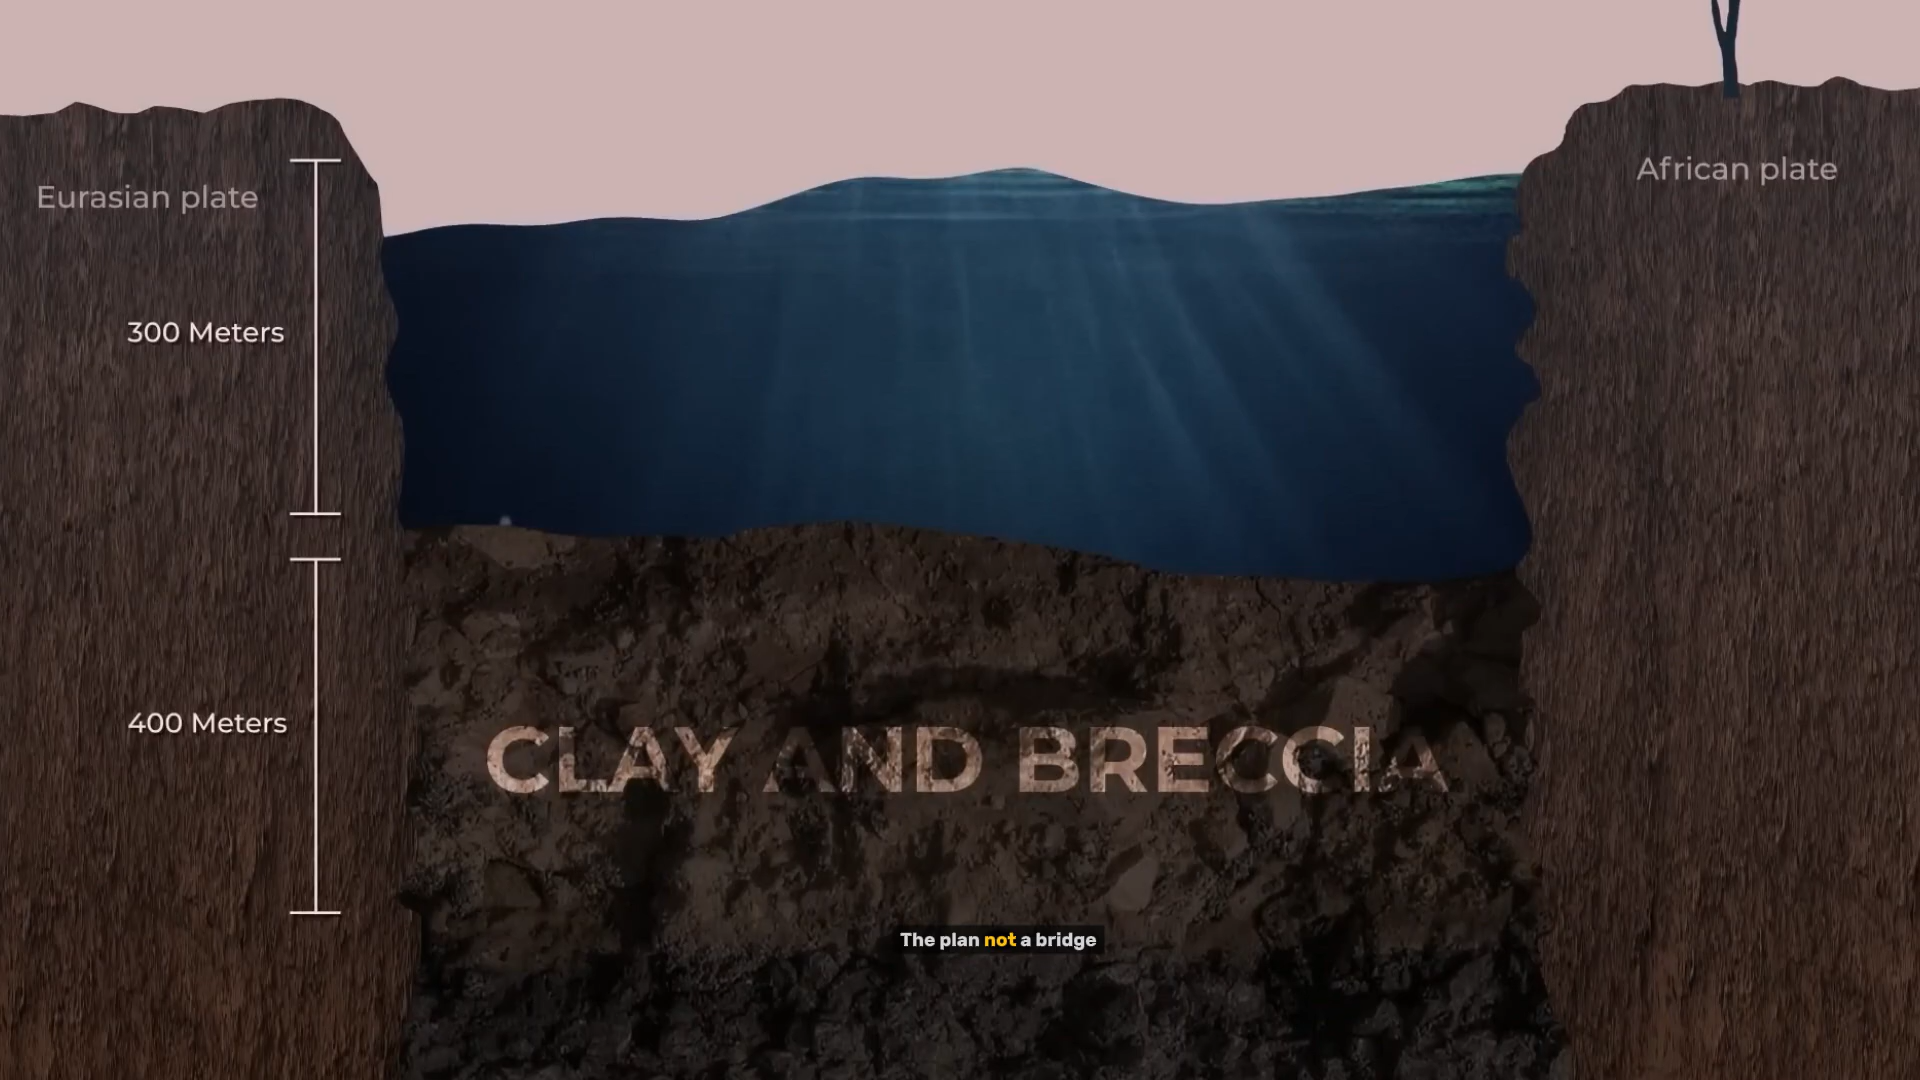 Eurasian plate
African plate
300 Meters
400 Meters
CLAY AND BRECCIA
The plan not a bridge